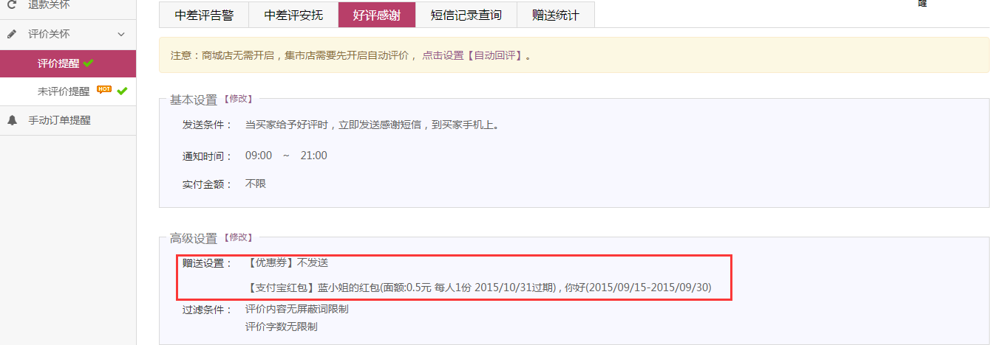 退款关怀
评价关怀
评价提醒
未评价提醒 HOT
手动订单提醒
醒
中差评告警 中差评安抚 好评感谢 短信记录查询 赠送统计
注意：商城店无需开启，集市店需要先开启自动评价， 点击设置【自动回评】。
基本设置 【修改】
发送条件： 当买家给予好评时，立即发送感谢短信，到买家手机上。
通知时间： 09:00 ~ 21:00
实付金额： 不限
高级设置 【修改】
赠送设置： 【优惠券】不发送
【支付宝红包】蓝小姐的红包(面额:0.5元 每人1份 2015/10/31过期) , 你好(2015/09/15-2015/09/30)
过滤条件： 评价内容无屏蔽词限制
评价字数无限制